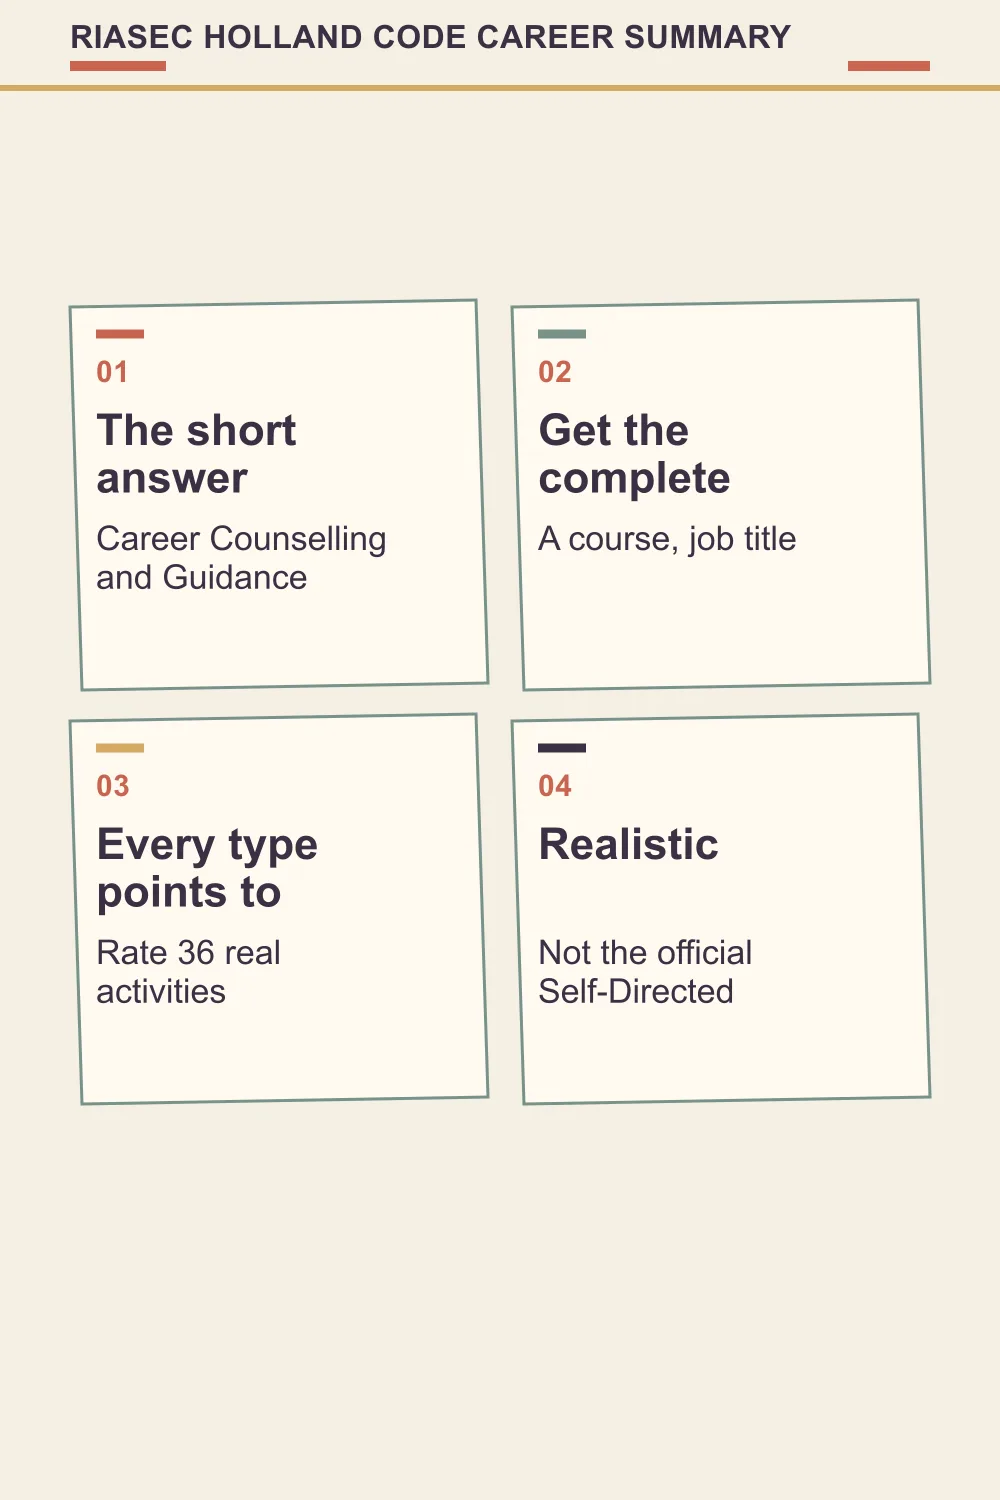 RIASEC HOLLAND CODE CAREER SUMMARY
01
The short
answer
Career Counselling
and Guidance
02
Get the
complete
A course, job title
03
Every type
points to
Rate 36 real
activities
04
Realistic
Not the official
Self-Directed